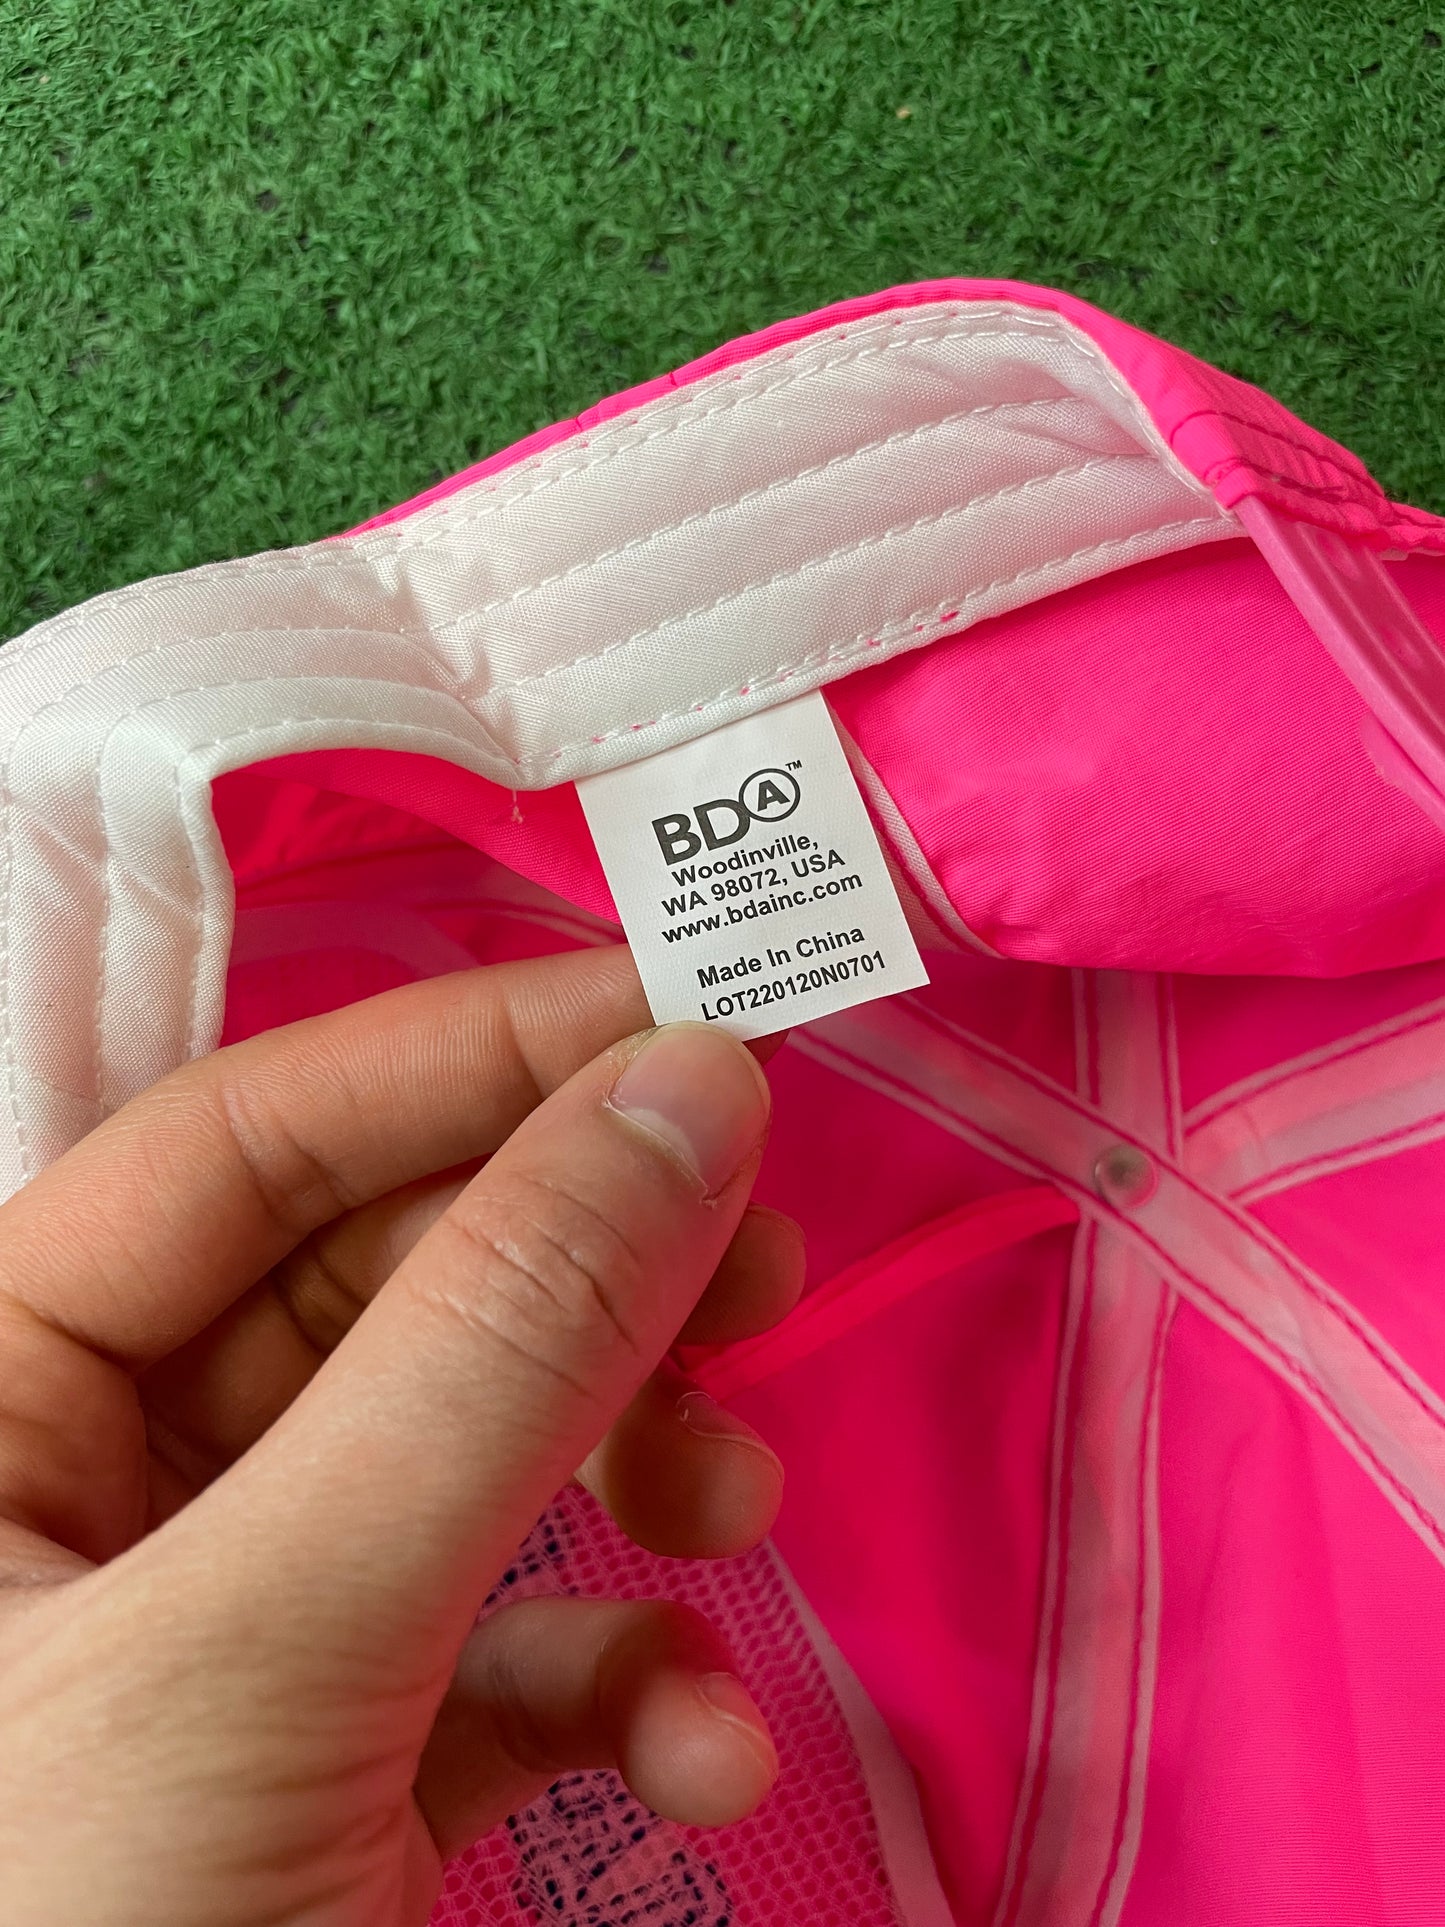 BDA™
Woodinville,
WA 98072, USA
www.bdainc.com
Made In China
LOT220120N0701